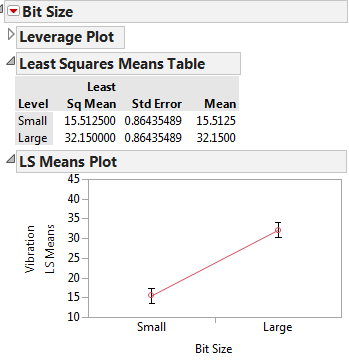 Bit Size
Leverage Plot
Least Squares Means Table
Least
Level Sq Mean Std Error Mean
Small 15.512500 0.86435489 15.5125
Large 32.150000 0.86435489 32.1500
LS Means Plot
45
40
35
30
25
20
15
10
Vibration
LS Means
Small Large
Bit Size